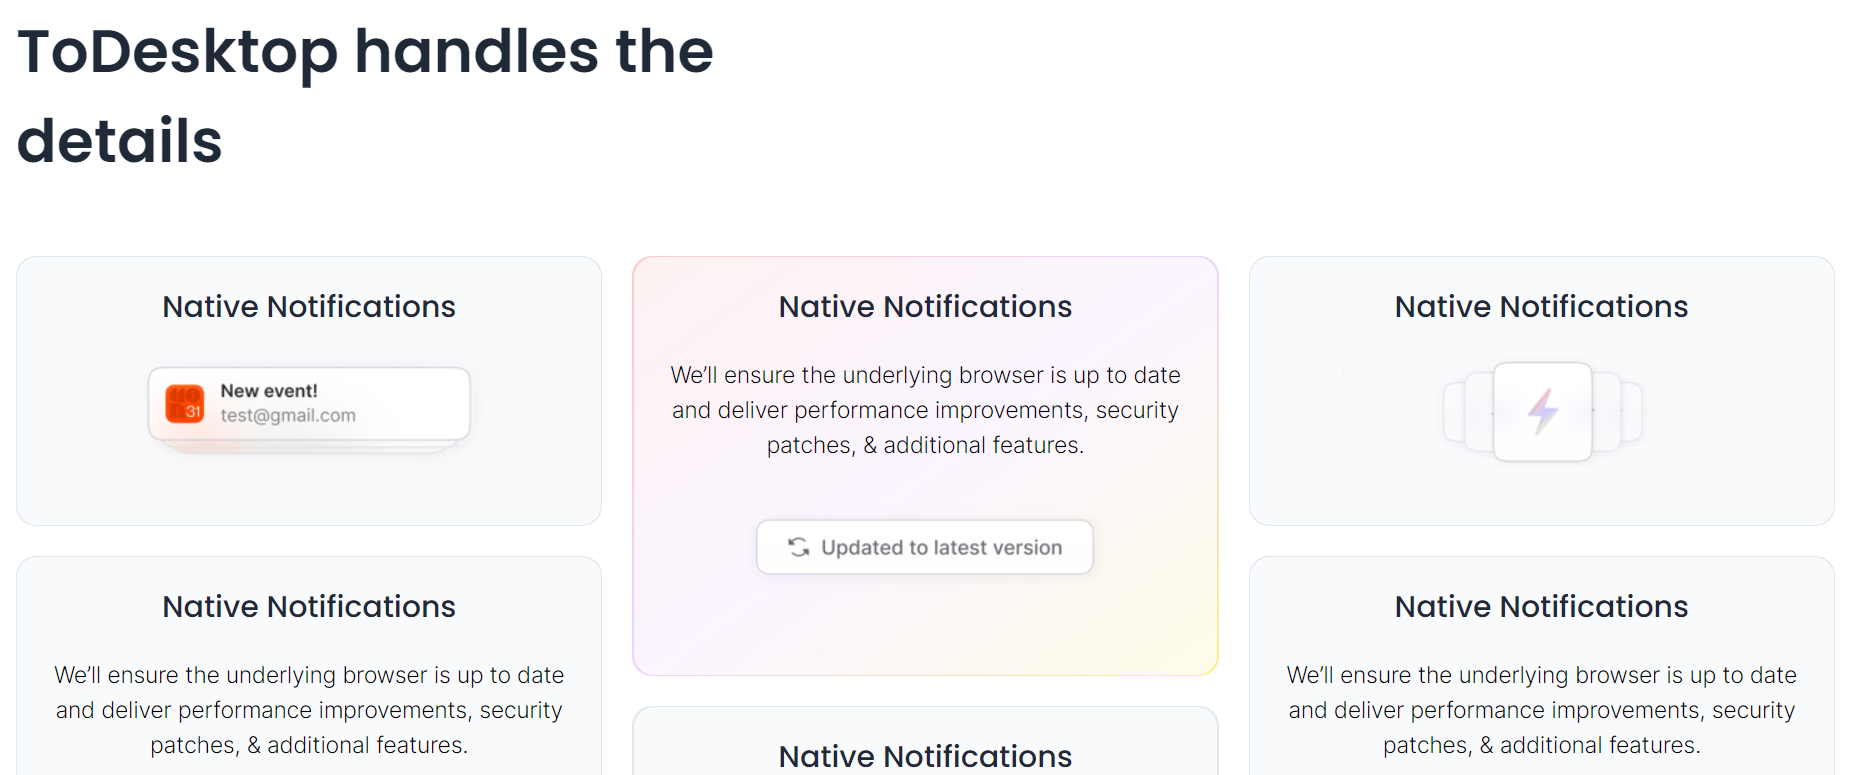 ToDesktop handles the
details
Native Notifications
New event!
31
test@gmail.com
Native Notifications
We’ll ensure the underlying browser is up to date
and deliver performance improvements, security
patches, & additional features.
Native Notifications
We’ll ensure the underlying browser is up to date
and deliver performance improvements, security
patches, & additional features.
Updated to latest version
Native Notifications
Native Notifications
Native Notifications
We’ll ensure the underlying browser is up to date
and deliver performance improvements, security
patches, & additional features.